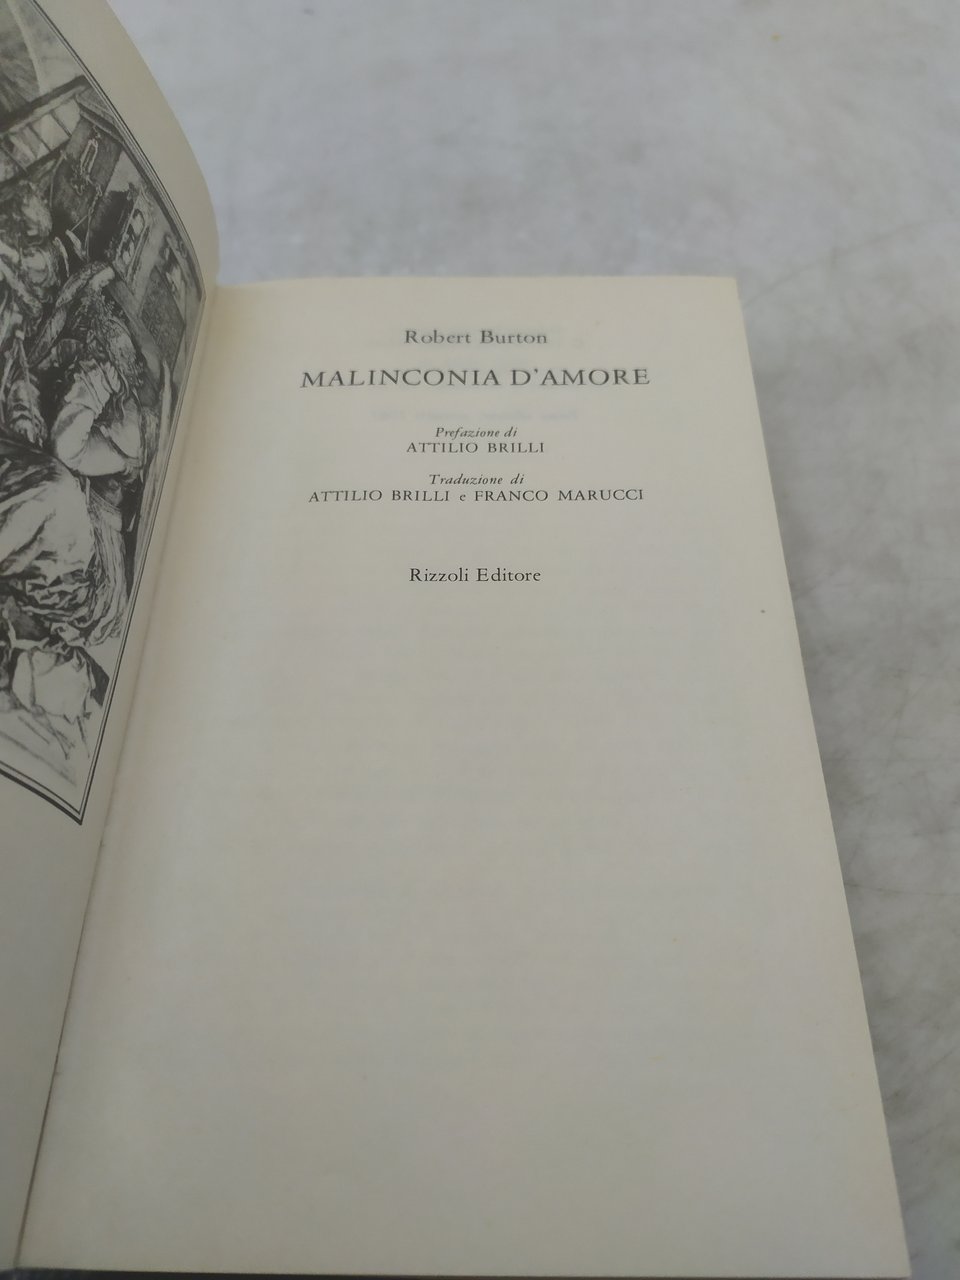 Robert Burton
MALINCONIA D'AMORE
Prefazione di
ATTILIO BRILLI
Traduzione di
ATTILIO BRILLI e FRANCO MARUCCI
Rizzoli Editore